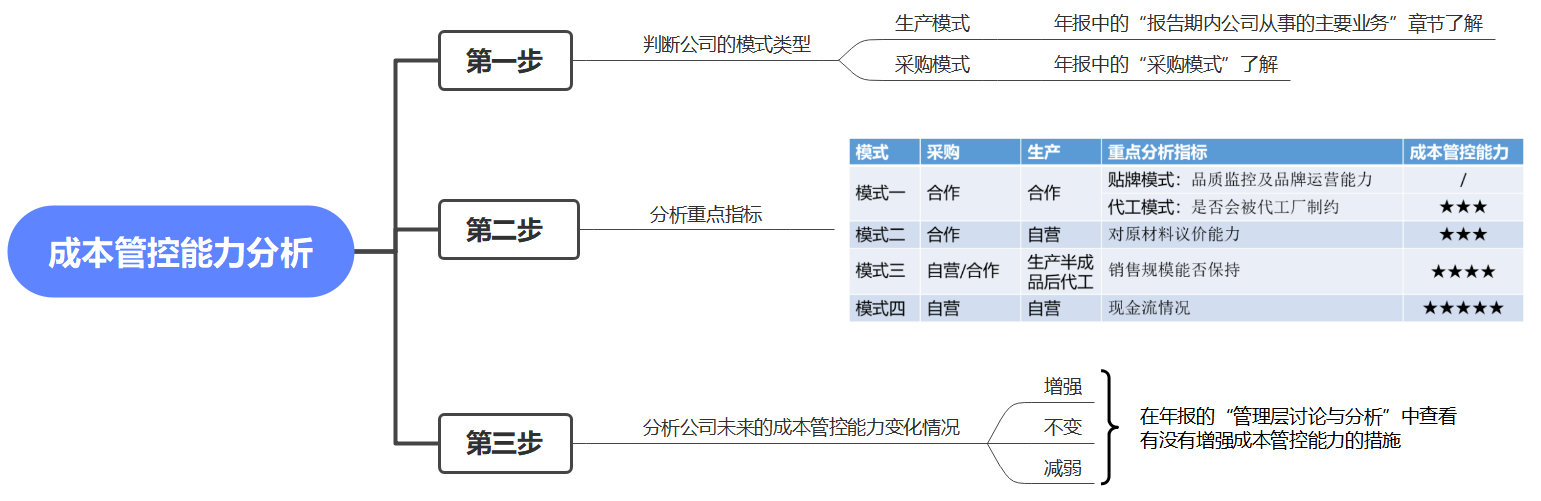 成本管控能力分析
第一步
判断公司的模式类型
生产模式
年报中的“报告期内公司从事的主要业务”章节了解
采购模式
年报中的“采购模式”了解
第二步
分析重点指标
模式 采购 生产 重点分析指标 成本管控能力
模式一 合作 合作 贴牌模式：品质监控及品牌运营能力 /
代工模式：是否会被代工厂制约 ★★★
模式二 合作 自营 对原材料议价能力 ★★★
模式三 自营/合作 生产半成
品后代工 销售规模能否保持 ★★★★
模式四 自营 自营 现金流情况 ★★★★★
第三步
分析公司未来的成本管控能力变化情况
增强
不变
减弱
在年报的“管理层讨论与分析”中查看
有没有增强成本管控能力的措施